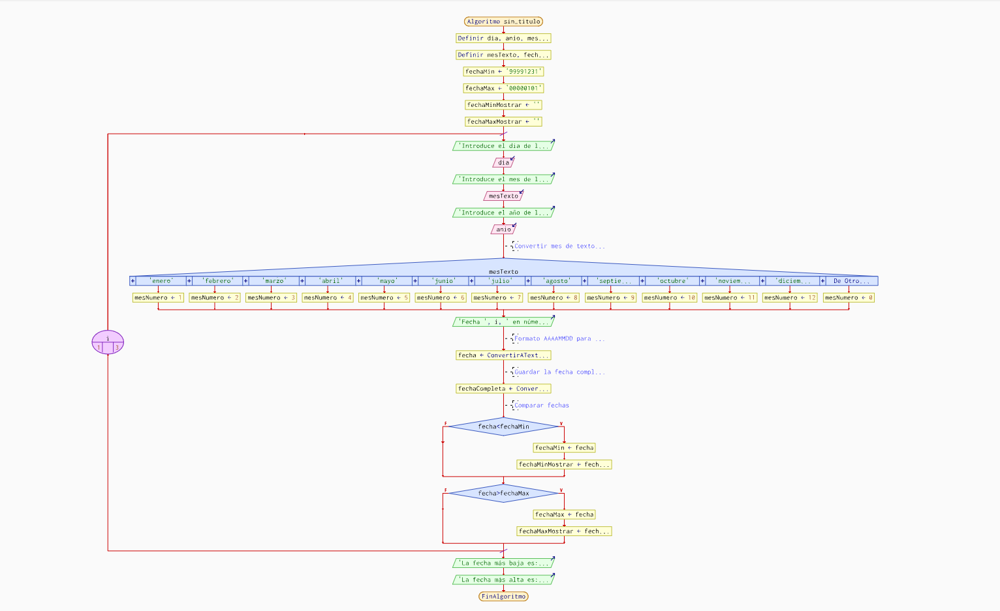 Algoritmo sin_titulo
Definir dia, anio, mes...
Definir mesTexto, fech...
fechaMin ← '99991231'
fechaMax ← '00000101'
fechaMinMostrar ← ''
fechaMaxMostrar ← ''
'Introduce el dia de l...
dia
'Introduce el mes de l...
mesTexto
'Introduce el año de l...
anio
Convertir mes de texto...
mesTexto
+ 'enero' + 'febrero' + 'marzo' + 'abril' + 'mayo' + 'junio' + 'julio' + 'agosto' + 'septie... + 'octubre' + 'noviem... + 'diciem... + De Otro...
mesNumero ← 1 mesNumero ← 2 mesNumero ← 3 mesNumero ← 4 mesNumero ← 5 mesNumero ← 6 mesNumero ← 7 mesNumero ← 8 mesNumero ← 9 mesNumero ← 10 mesNumero ← 11 mesNumero ← 12 mesNumero ← 0
'Fecha ', i, ' en núme...
i
1 3
Formato AAAAMMDD para ...
fecha ← ConvertirAText...
Guardar la fecha compl...
fechaCompleta ← Conver...
Comparar fechas
F fecha<fechaMin V
fechaMin ← fecha
fechaMinMostrar ← fech...
F fecha>fechaMax V
fechaMax ← fecha
fechaMaxMostrar ← fech...
'La fecha más baja es:...
'La fecha más alta es:...
FinAlgoritmo